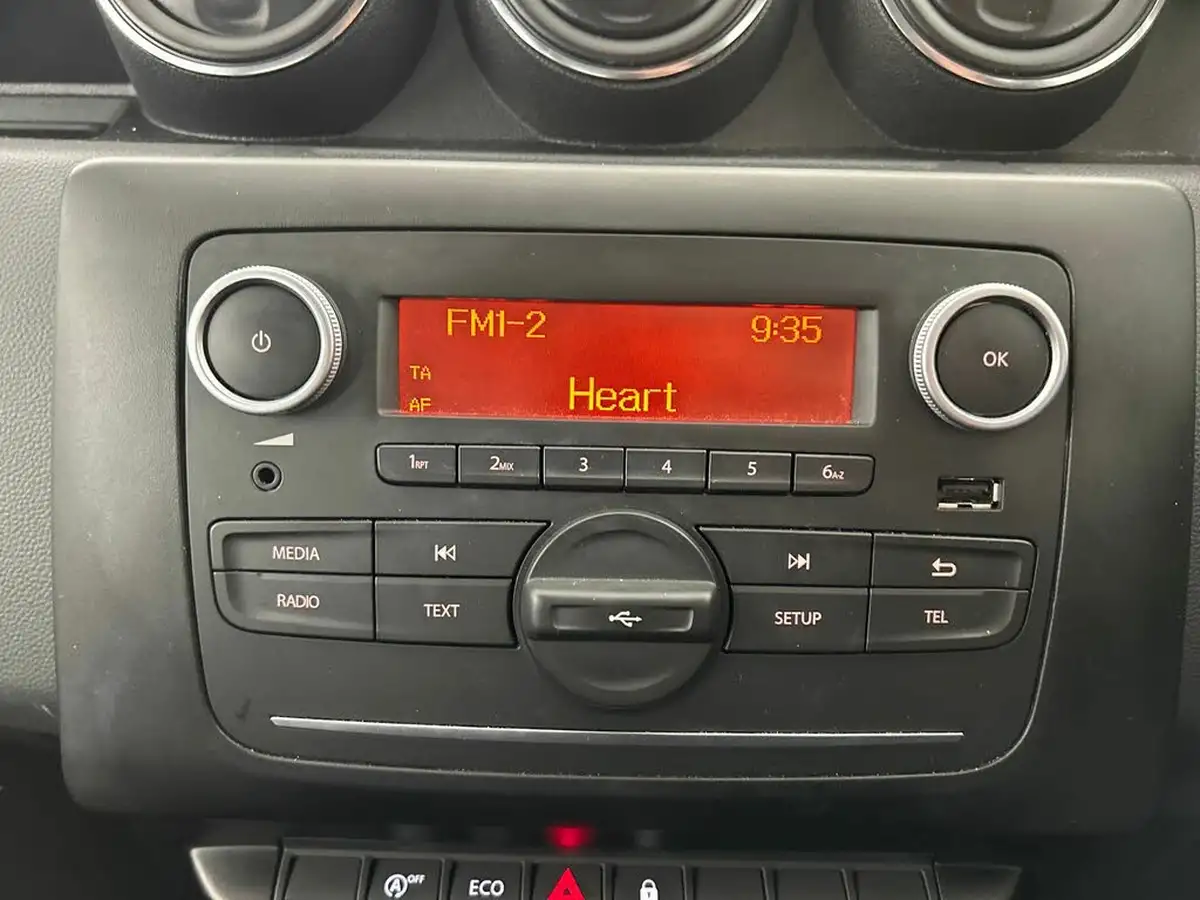 FM1-2 9:35
TA
AF Heart
OK
1RPT 2MIX 3 4 5 6A-Z
MEDIA
RADIO TEXT SETUP TEL
A OFF ECO